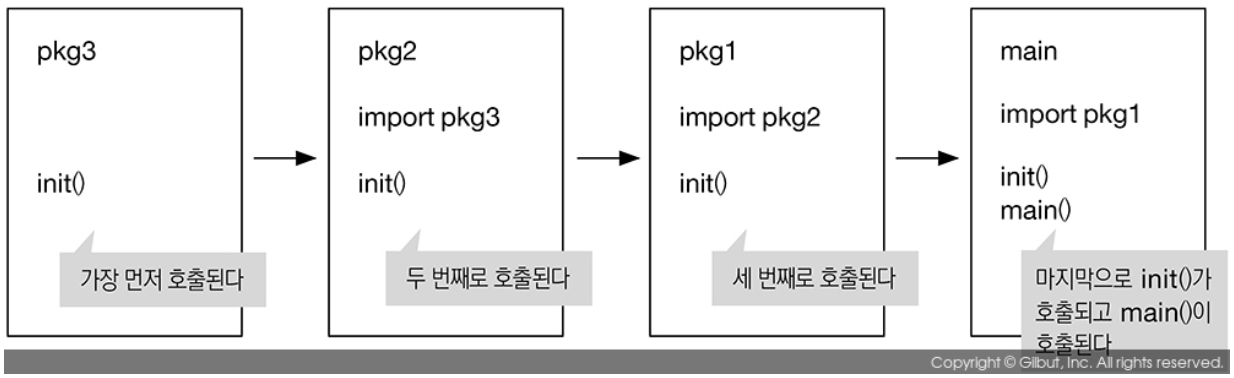 pkg3
init()
가장 먼저 호출된다
pkg2
import pkg3
init()
두 번째로 호출된다
pkg1
import pkg2
init()
세 번째로 호출된다
main
import pkg1
init()
main()
마지막으로 init()가
호출되고 main()이
호출된다
Copyright © Gilbut, Inc. All rights reserved.